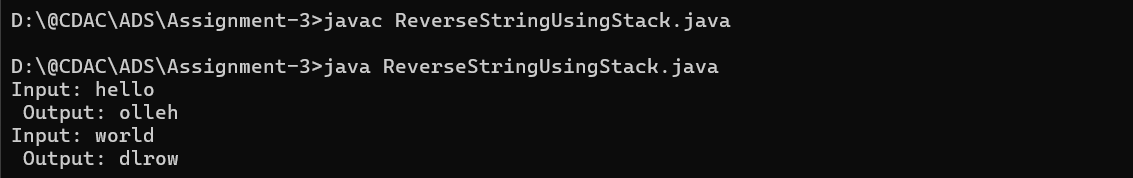 D:\@CDAC\ADS\Assignment-3>javac ReverseStringUsingStack.java
D:\@CDAC\ADS\Assignment-3>java ReverseStringUsingStack.java
Input: hello
 Output: olleh
Input: world
 Output: dlrow